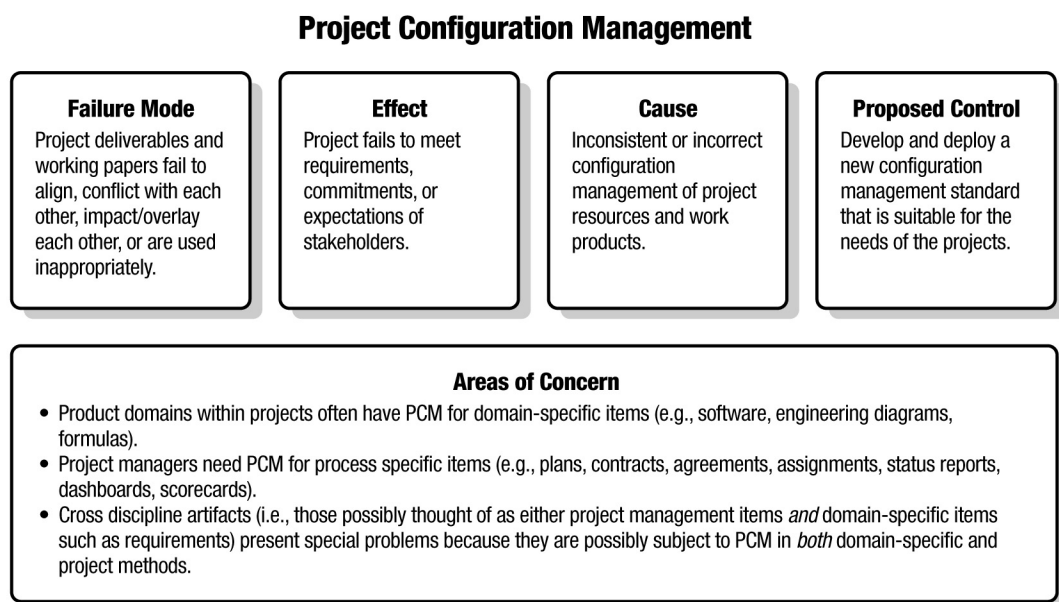 Project Configuration Management
Failure Mode
Project deliverables and
working papers fail to
align, conflict with each
other, impact/overlay
each other, or are used
inappropriately.
Effect
Project fails to meet
requirements,
commitments, or
expectations of
stakeholders.
Cause
Inconsistent or incorrect
configuration
management of project
resources and work
products.
Proposed Control
Develop and deploy a
new configuration
management standard
that is suitable for the
needs of the projects.
Areas of Concern
• Product domains within projects often have PCM for domain-specific items (e.g., software, engineering diagrams,
formulas).
• Project managers need PCM for process specific items (e.g., plans, contracts, agreements, assignments, status reports,
dashboards, scorecards).
• Cross discipline artifacts (i.e., those possibly thought of as either project management items and domain-specific items
such as requirements) present special problems because they are possibly subject to PCM in both domain-specific and
project methods.